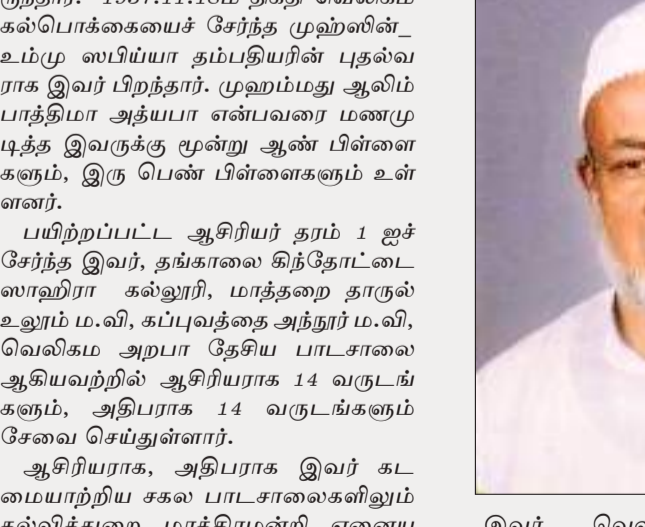 கல்பொக்கையைச் சேர்ந்த முஹ்ஸின்_
உம்மு ஸபிய்யா தம்பதியரின் புதல்வ
ராக இவர் பிறந்தார். முஹம்மது ஆலிம்
பாத்திமா அத்யபா என்பவரை மணமு
டித்த இவருக்கு மூன்று ஆண் பிள்ளை
களும், இரு பெண் பிள்ளைகளும் உள்
ளனர்.
பயிற்றப்பட்ட ஆசிரியர் தரம் 1 ஐச்
சேர்ந்த இவர், தங்காலை கிந்தோட்டை
ஸாஹிரா கல்லூரி, மாத்தறை தாருல்
உலூம் ம.வி, கப்புவத்தை அந்நூர் ம.வி,
வெலிகம அறபா தேசிய பாடசாலை
ஆகியவற்றில் ஆசிரியராக 14 வருடங்
களும், அதிபராக 14 வருடங்களும்
சேவை செய்துள்ளார்.
ஆசிரியராக, அதிபராக இவர் கட
மையாற்றிய சகல பாடசாலைகளிலும்
கல்வித்துறை மாத்திரமன்றி ஏனைய
இவர்